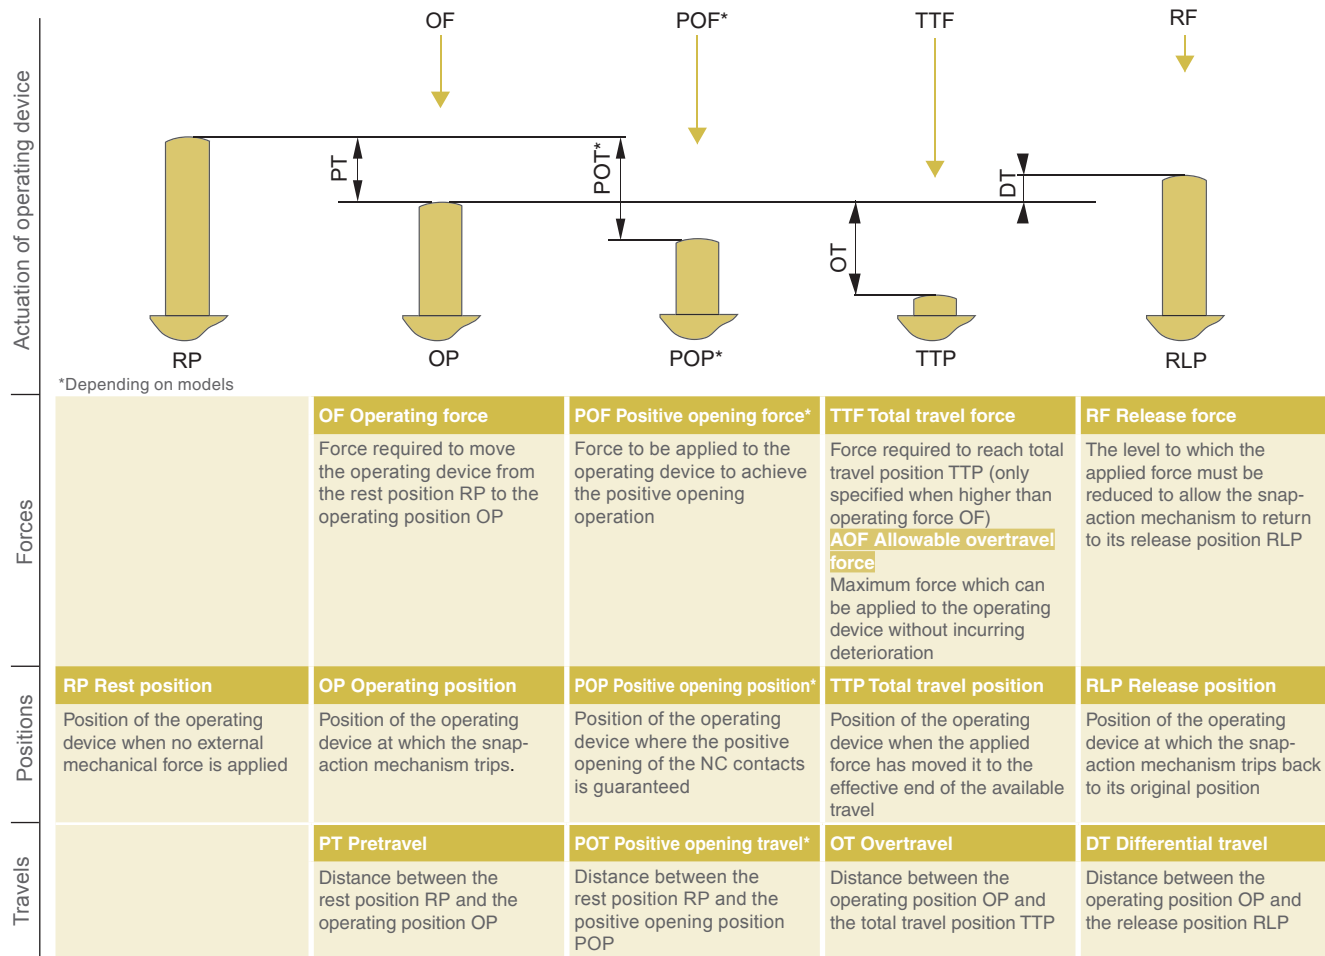 OF
POF*
TTF
RF
Actuation of operating device
PT
POT*
OT
DT
RP
OP
POP*
TTP
RLP
*Depending on models
Forces
OF Operating force
Force required to move
the operating device from
the rest position RP to the
operating position OP
POF Positive opening force*
Force to be applied to the
operating device to achieve
the positive opening
operation
TTF Total travel force
Force required to reach total
travel position TTP (only
specified when higher than
operating force OF)
AOF Allowable overtravel
force
Maximum force which can
be applied to the operating
device without incurring
deterioration
RF Release force
The level to which the
applied force must be
reduced to allow the snap-
action mechanism to return
to its release position RLP
Positions
RP Rest position
Position of the operating
device when no external
mechanical force is applied
OP Operating position
Position of the operating
device at which the snap-
action mechanism trips.
POP Positive opening position*
Position of the operating
device where the positive
opening of the NC contacts
is guaranteed
TTP Total travel position
Position of the operating
device when the applied
force has moved it to the
effective end of the available
travel
RLP Release position
Position of the operating
device at which the snap-
action mechanism trips back
to its original position
Travels
PT Pretravel
Distance between the
rest position RP and the
operating position OP
POT Positive opening travel*
Distance between the
rest position RP and the
positive opening position
POP
OT Overtravel
Distance between the
operating position OP and
the total travel position TTP
DT Differential travel
Distance between the
operating position OP and
the release position RLP